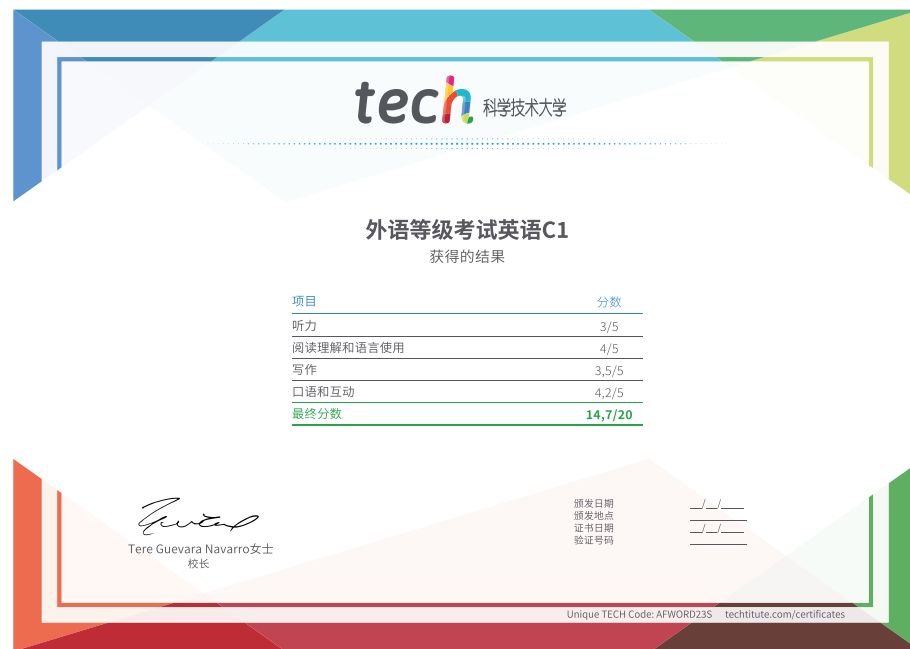 tech 科学技术大学
外语等级考试英语C1
获得的结果
项目 分数
听力 3/5
阅读理解和语言使用 4/5
写作 3,5/5
口语和互动 4,2/5
最终分数 14,7/20
颁发日期 __/__/____
颁发地点 __________
证书日期 __/__/____
验证号码 __________
Tere Guevara Navarro女士
校长
Unique TECH Code: AFWORD23S techtitute.com/certificates